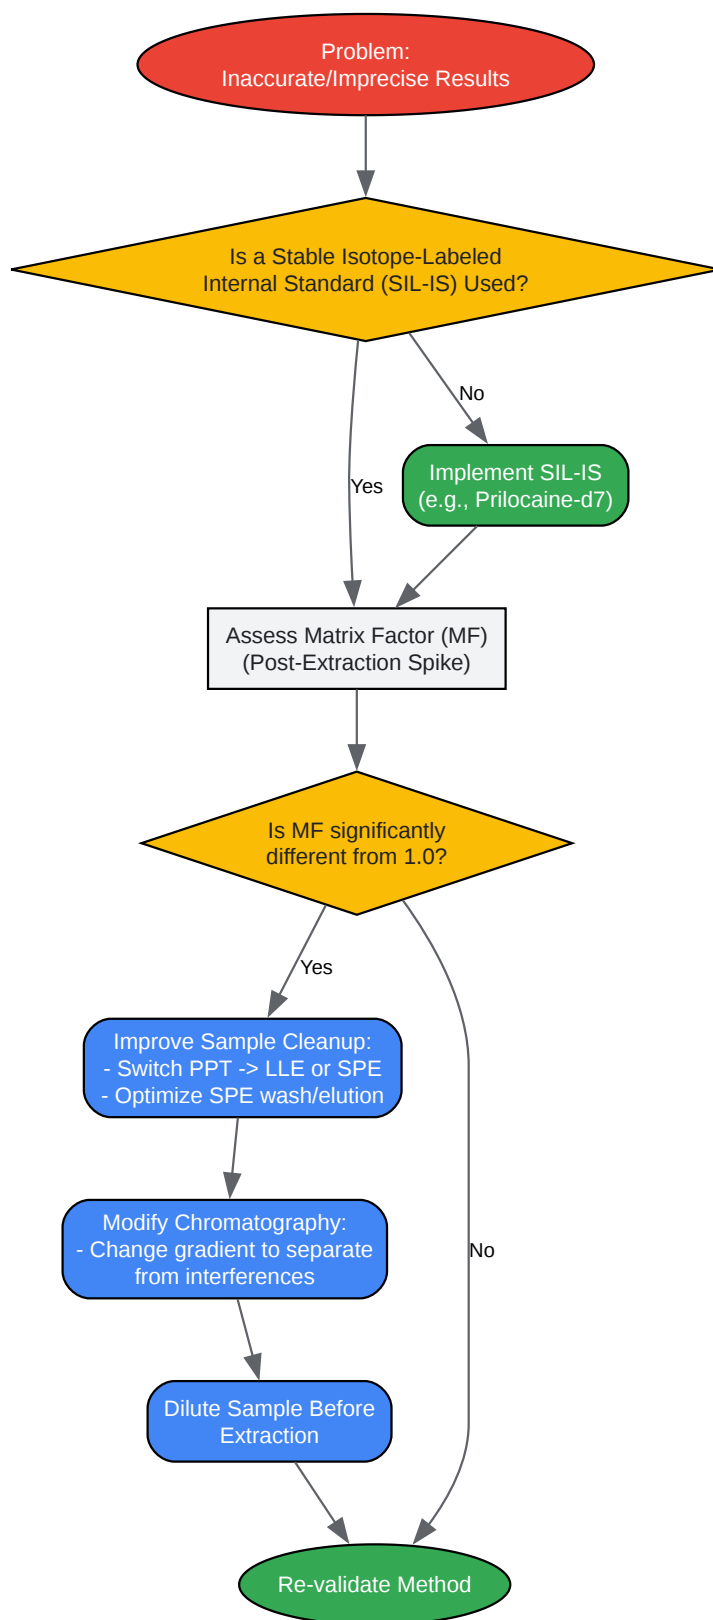 Problem:
Inaccurate/Imprecise Results
Is a Stable Isotope-Labeled
Internal Standard (SIL-IS) Used?
No
Implement SIL-IS
(e.g., Prilocaine-d7)
Yes
Assess Matrix Factor (MF)
(Post-Extraction Spike)
Is MF significantly
different from 1.0?
Yes
Improve Sample Cleanup:
- Switch PPT -> LLE or SPE
- Optimize SPE wash/elution
Modify Chromatography:
- Change gradient to separate
from interferences
No
Dilute Sample Before
Extraction
Re-validate Method